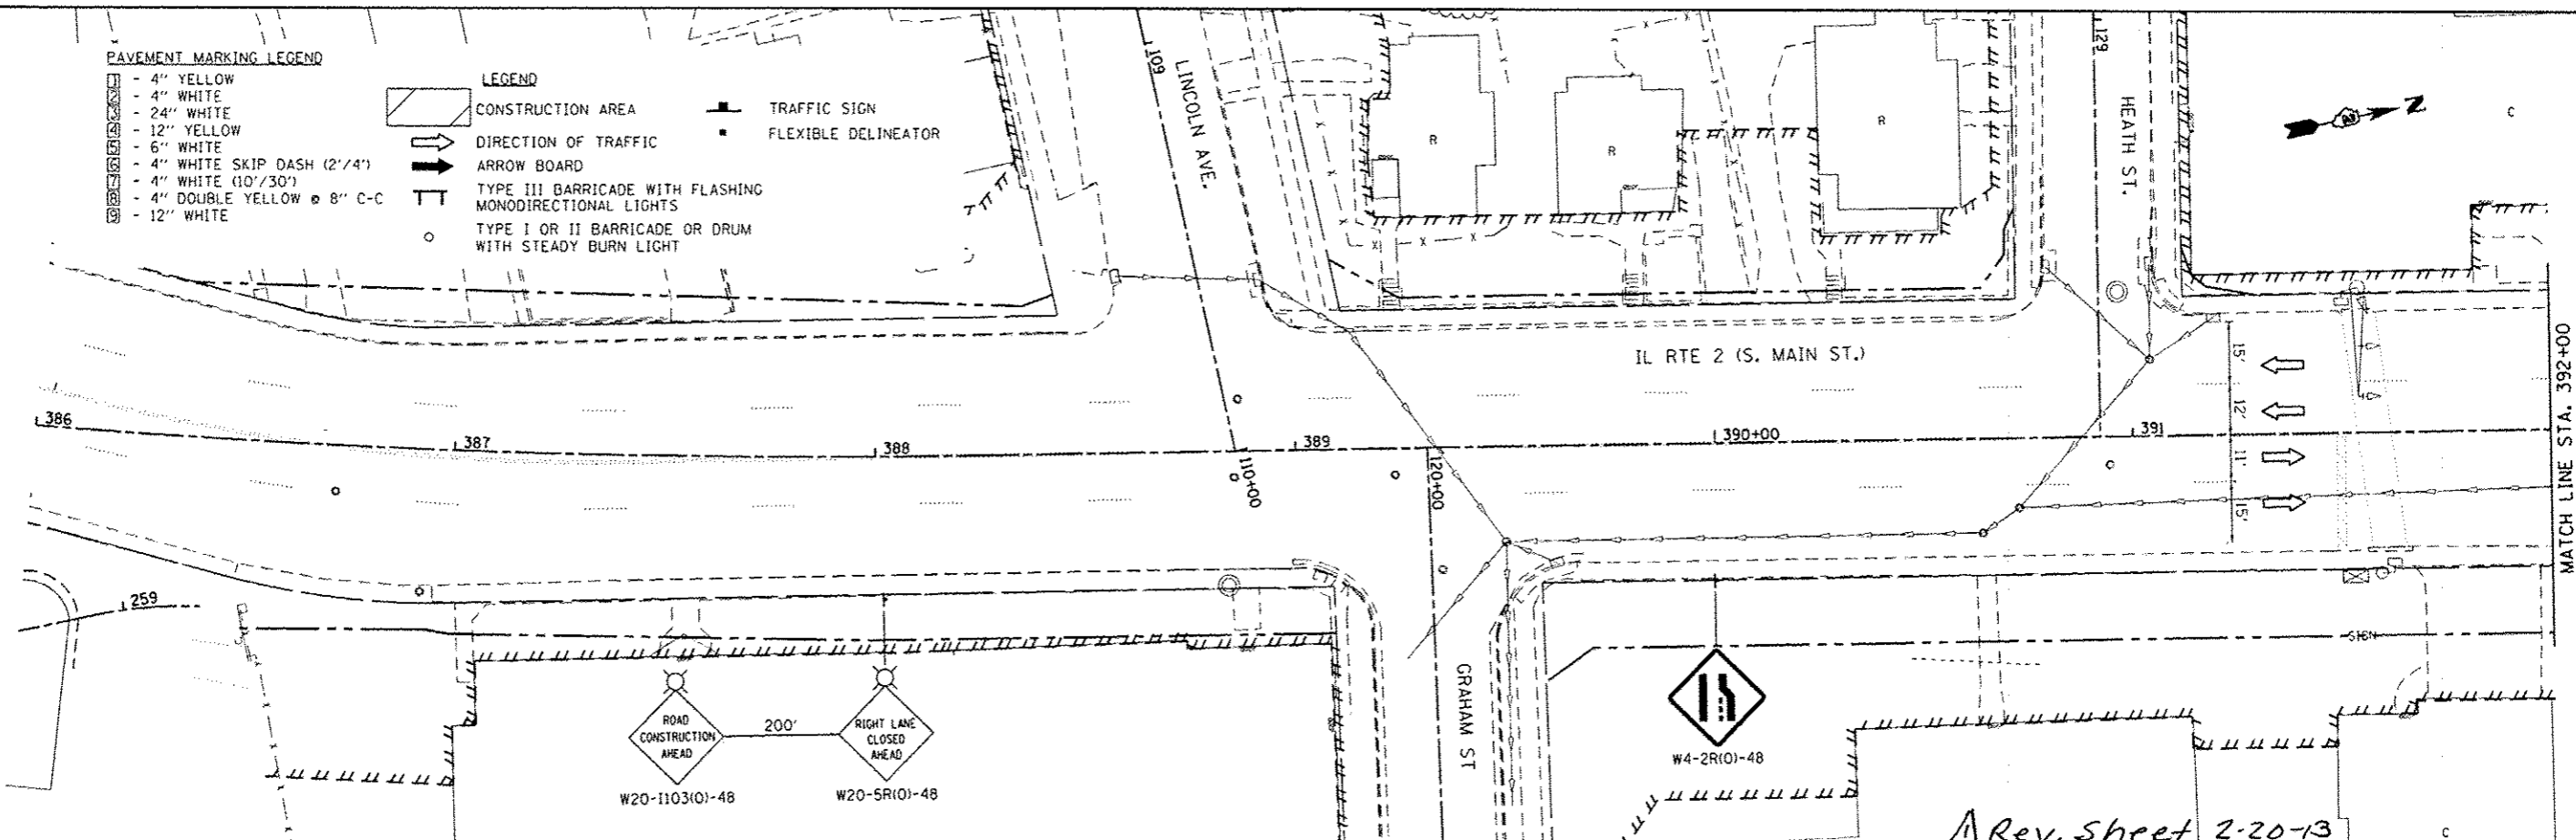 PAVEMENT MARKING LEGEND
1 - 4" YELLOW
2 - 4" WHITE
3 - 24" WHITE
4 - 12" YELLOW
5 - 6" WHITE
6 - 4" WHITE SKIP DASH (2'/4')
7 - 4" WHITE (10'/30')
8 - 4" DOUBLE YELLOW @ 8" C-C
9 - 12" WHITE
LEGEND
CONSTRUCTION AREA
DIRECTION OF TRAFFIC
ARROW BOARD
TYPE III BARRICADE WITH FLASHING
MONODIRECTIONAL LIGHTS
TYPE I OR II BARRICADE OR DRUM
WITH STEADY BURN LIGHT
TRAFFIC SIGN
FLEXIBLE DELINEATOR
109
LINCOLN AVE.
R
R
R
129
HEATH ST.
N
C
IL RTE 2 (S. MAIN ST.)
15'
12'
11'
15'
MATCH LINE STA. 392+00
386
387
388
389
390+00
391
110+00
120+00
259
GRAHAM ST
SIGN
ROAD
CONSTRUCTION
AHEAD
200'
RIGHT LANE
CLOSED
AHEAD
W20-I103(O)-48
W20-5R(O)-48
W4-2R(O)-48
1 Rev. Sheet 2-20-13
C